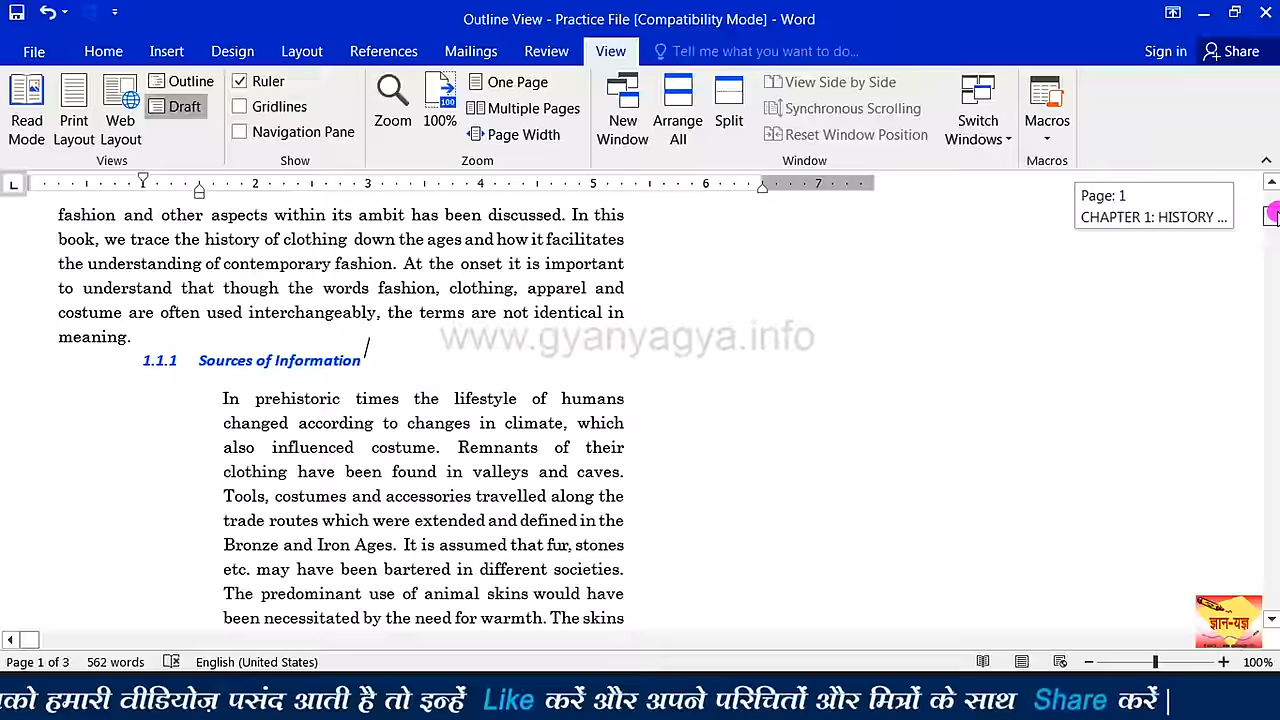 Outline View - Practice File [Compatibility Mode] - Word
File Home Insert Design Layout References Mailings Review View Tell me what you want to do... Sign in Share
Read Mode
Print Layout
Web Layout
Outline
Draft
Views
Ruler
Gridlines
Navigation Pane
Show
Zoom
100
100%
One Page
Multiple Pages
Page Width
Zoom
New Window
Arrange All
Split
View Side by Side
Synchronous Scrolling
Reset Window Position
Window
Switch Windows
Macros
Macros
L
1 2 3 4 5 6 7
Page: 1
CHAPTER 1: HISTORY ...
fashion and other aspects within its ambit has been discussed. In this
book, we trace the history of clothing down the ages and how it facilitates
the understanding of contemporary fashion. At the onset it is important
to understand that though the words fashion, clothing, apparel and
costume are often used interchangeably, the terms are not identical in
meaning.
www.gyanyagya.info
1.1.1 Sources of Information
In prehistoric times the lifestyle of humans
changed according to changes in climate, which
also influenced costume. Remnants of their
clothing have been found in valleys and caves.
Tools, costumes and accessories travelled along the
trade routes which were extended and defined in the
Bronze and Iron Ages. It is assumed that fur, stones
etc. may have been bartered in different societies.
The predominant use of animal skins would have
been necessitated by the need for warmth. The skins
ज्ञान-यज्ञ
Page 1 of 3 562 words English (United States) 100%
को हमारी वीडियोज़ पसंद आती है तो इन्हें Like करें और अपने परिचितों और मित्रों के साथ Share करें |